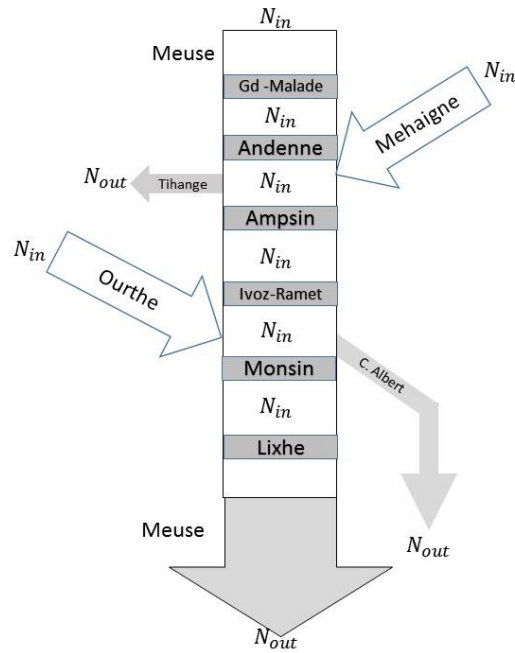 N_in
Meuse
Gd -Malade
N_in
N_in
Mehaigne
Andenne
N_out
Tihange
N_in
Ampsin
N_in
Ourthe
N_in
Ivoz-Ramet
N_in
C. Albert
Monsin
N_in
Lixhe
Meuse
N_out
N_out